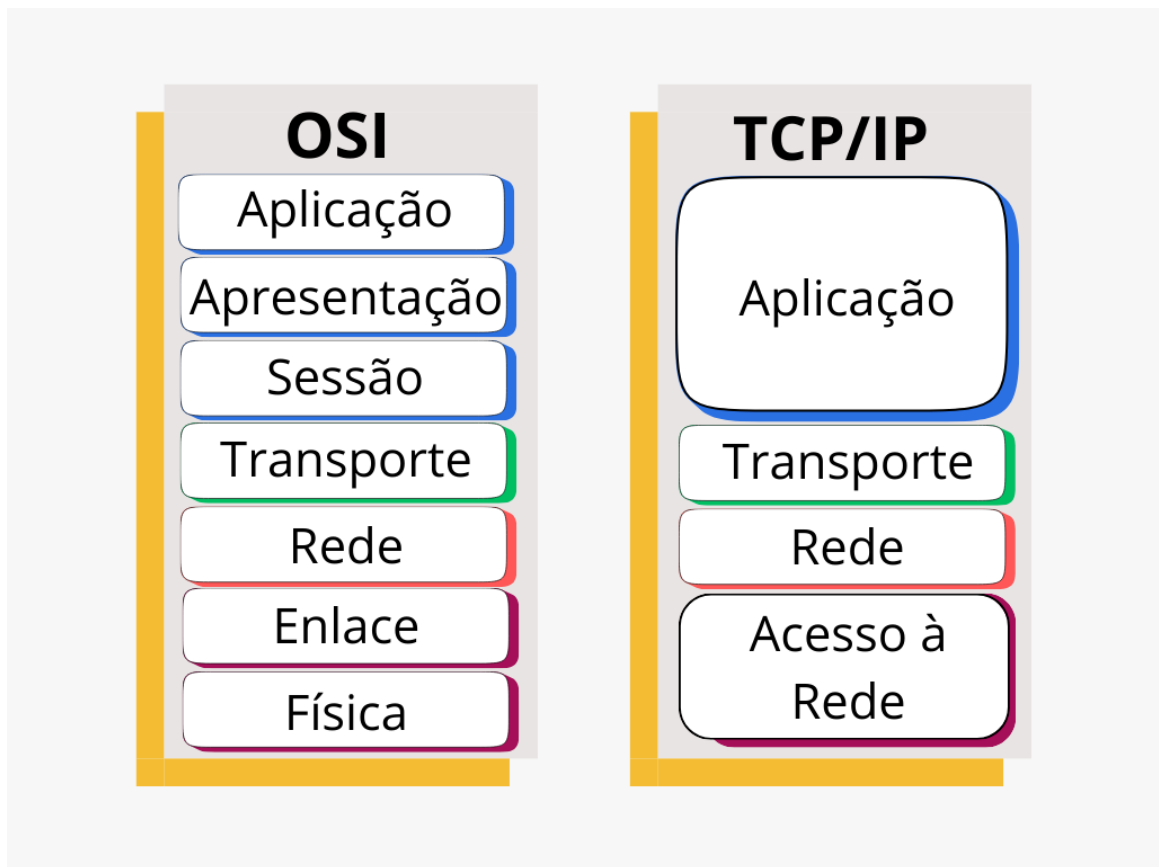 OSI
Aplicação
Apresentação
Sessão
Transporte
Rede
Enlace
Física
TCP/IP
Aplicação
Transporte
Rede
Acesso à
Rede